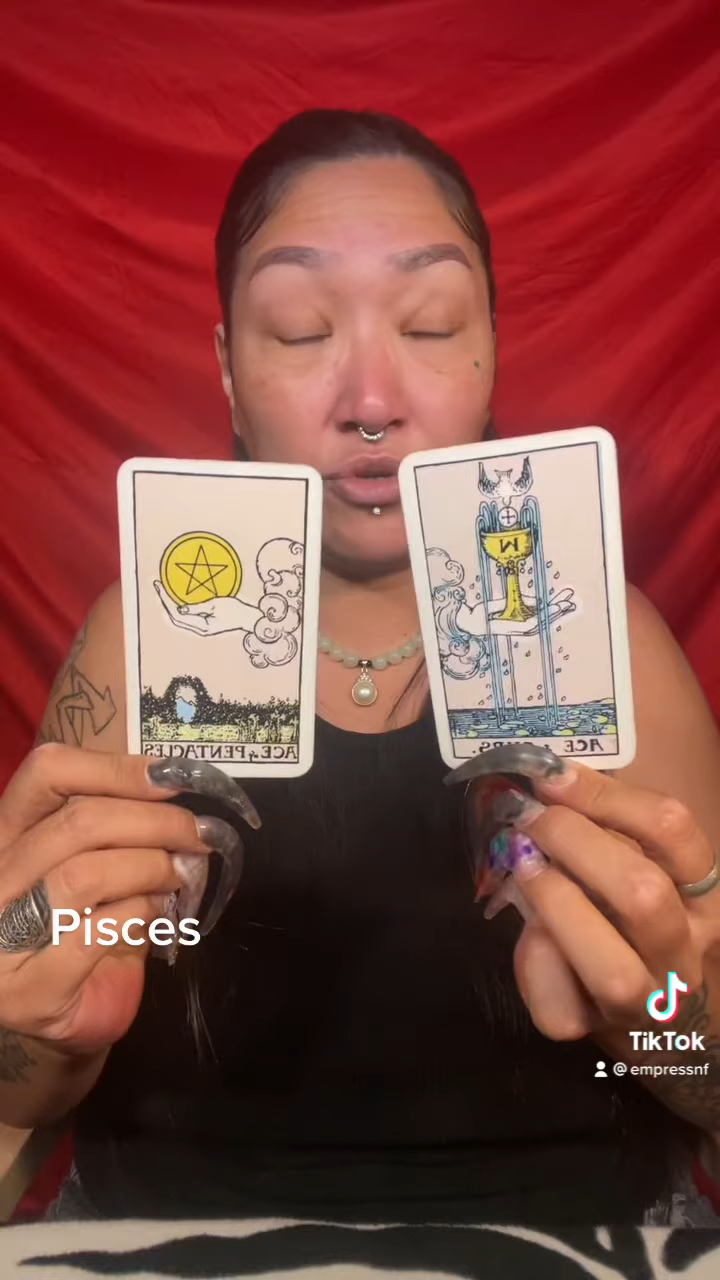 ACE of PENTACLES
ACE of CUPS.
Pisces
TikTok
@empressnf